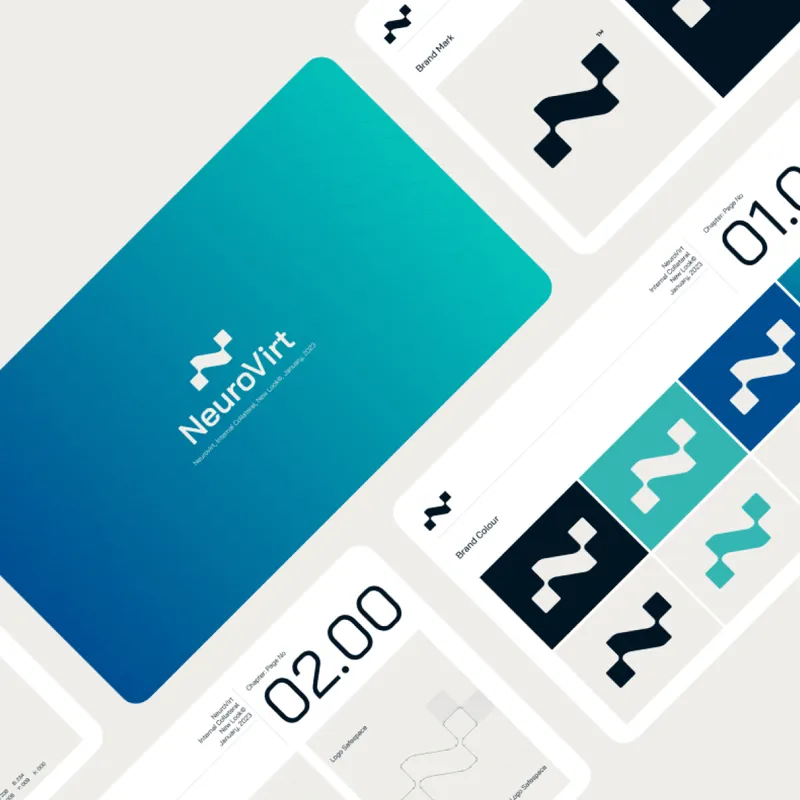 Brand Mark
™
NeuroVirt
NeuroVirt, Internal Collateral, New Look©, January, 2023
NeuroVirt
Internal Collateral
New Look©
January, 2023
Chapter: Page No
01.0
Brand Colour
NeuroVirt
Internal Collateral
New Look©
January, 2023
Chapter: Page No
02.00
Logo Safespace
Logo Safespace